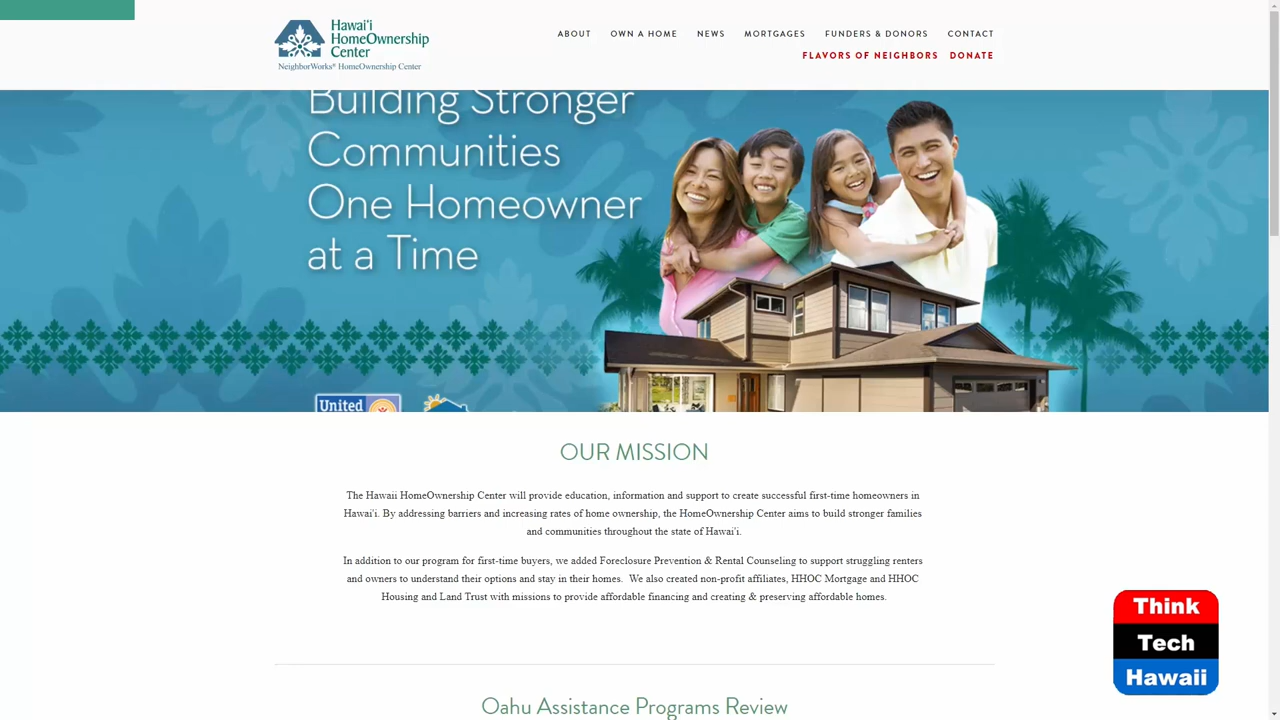 Hawai'i
HomeOwnership
Center
NeighborWorks® HomeOwnership Center
ABOUT OWN A HOME NEWS MORTGAGES FUNDERS & DONORS CONTACT
FLAVORS OF NEIGHBORS DONATE
Building Stronger
Communities
One Homeowner
at a Time
United
OUR MISSION
The Hawaii HomeOwnership Center will provide education, information and support to create successful first-time homeowners in
Hawai'i. By addressing barriers and increasing rates of home ownership, the HomeOwnership Center aims to build stronger families
and communities throughout the state of Hawai'i.
In addition to our program for first-time buyers, we added Foreclosure Prevention & Rental Counseling to support struggling renters
and owners to understand their options and stay in their homes.  We also created non-profit affiliates, HHOC Mortgage and HHOC
Housing and Land Trust with missions to provide affordable financing and creating & preserving affordable homes.
Think
Tech
Hawaii
Oahu Assistance Programs Review